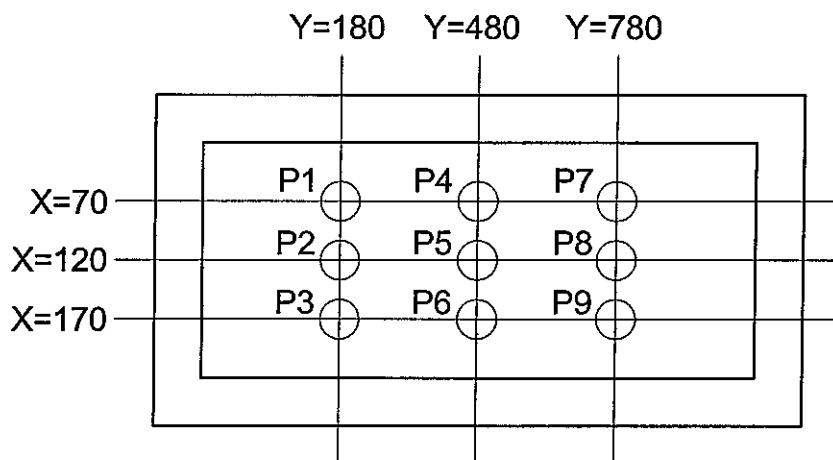 Y=180 Y=480 Y=780
P1 P4 P7
X=70
P2 P5 P8
X=120
P3 P6 P9
X=170